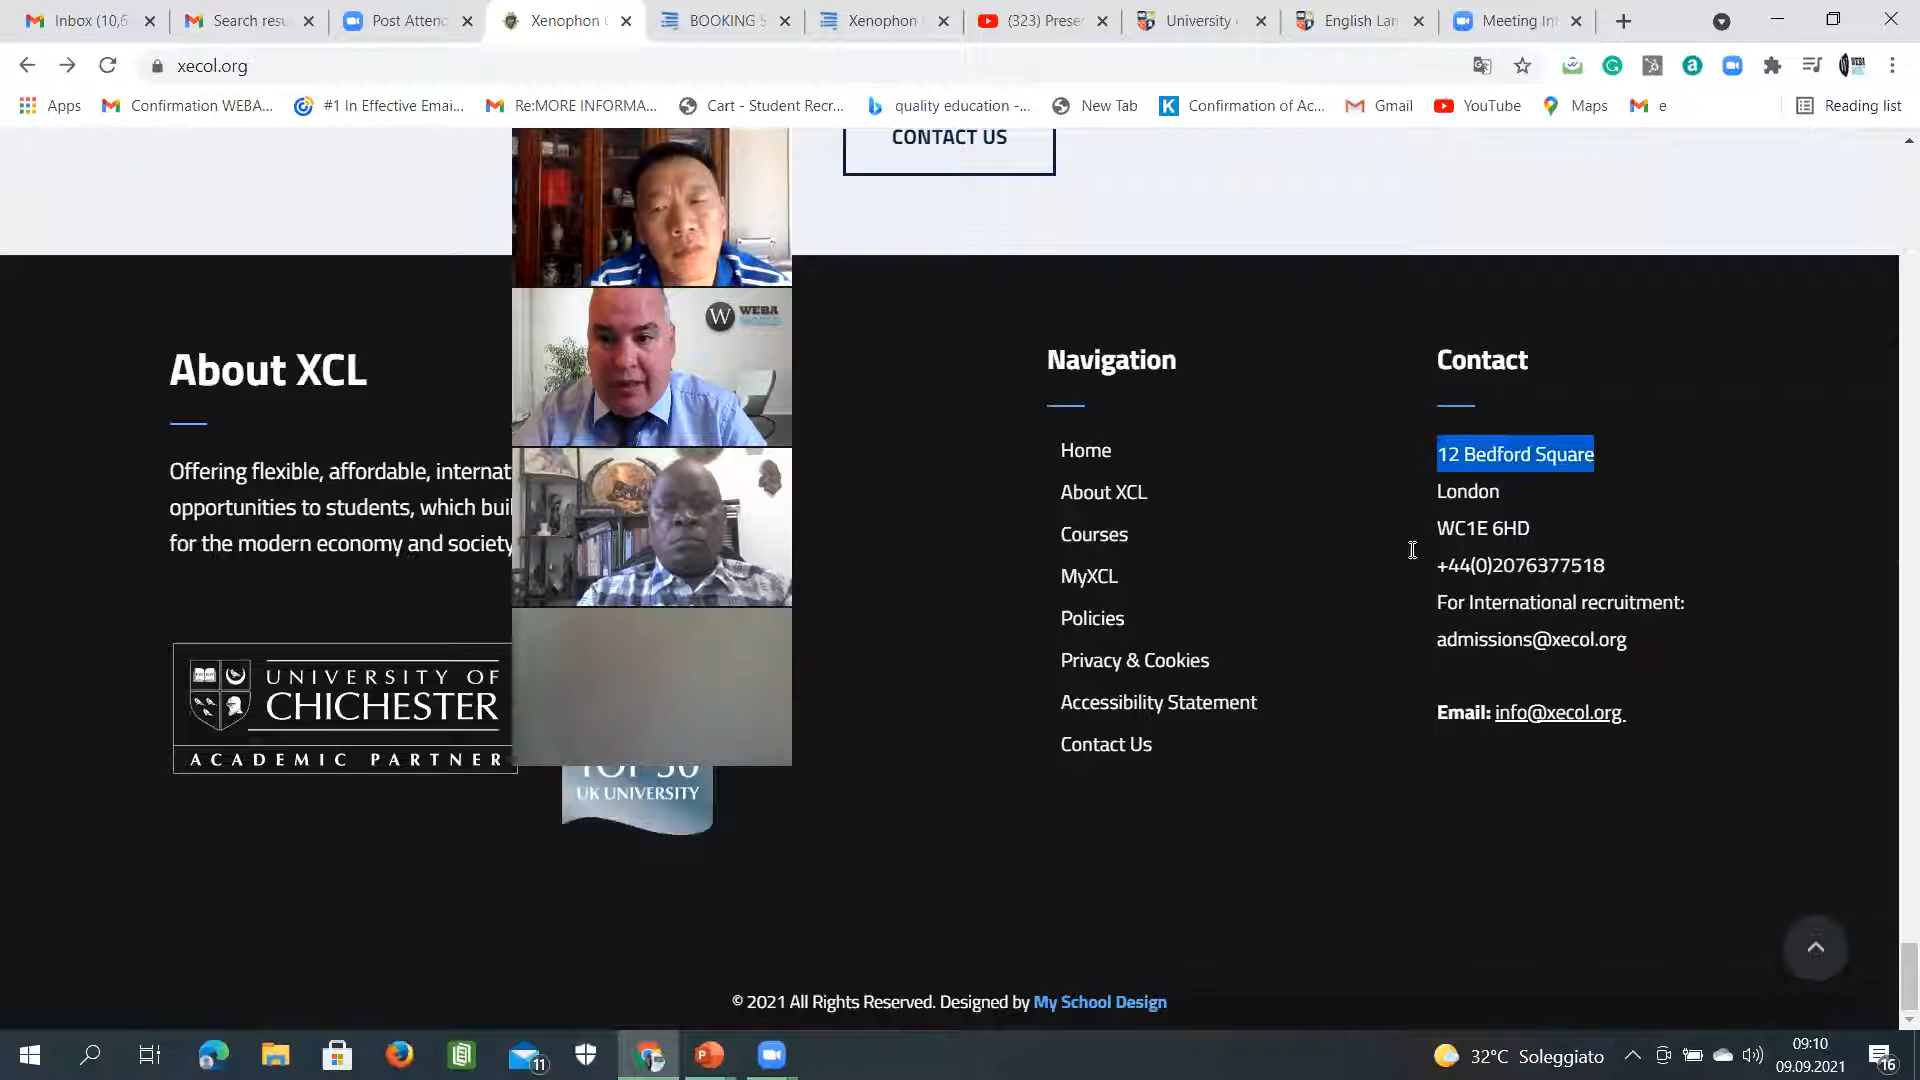 Inbox (10,6
Search resu
Post Atteno
Xenophon
BOOKING
Xenophon
(323) Prese
University
English Lan
Meeting In
xecol.org
Apps
Confirmation WEBA...
#1 In Effective Emai...
Re:MORE INFORMA...
Cart - Student Recr...
quality education -...
New Tab
Confirmation of Ac...
Gmail
YouTube
Maps
e
Reading list
CONTACT US
W WEBA
About XCL
Offering flexible, affordable, internat
opportunities to students, which buil
for the modern economy and society
UNIVERSITY OF
CHICHESTER
ACADEMIC PARTNER
TOP 30
UK UNIVERSITY
Navigation
Home
About XCL
Courses
MyXCL
Policies
Privacy & Cookies
Accessibility Statement
Contact Us
Contact
12 Bedford Square
London
WC1E 6HD
+44(0)2076377518
For International recruitment:
admissions@xecol.org
Email: info@xecol.org
© 2021 All Rights Reserved. Designed by My School Design
11
32°C Soleggiato
09:10
09.09.2021
16